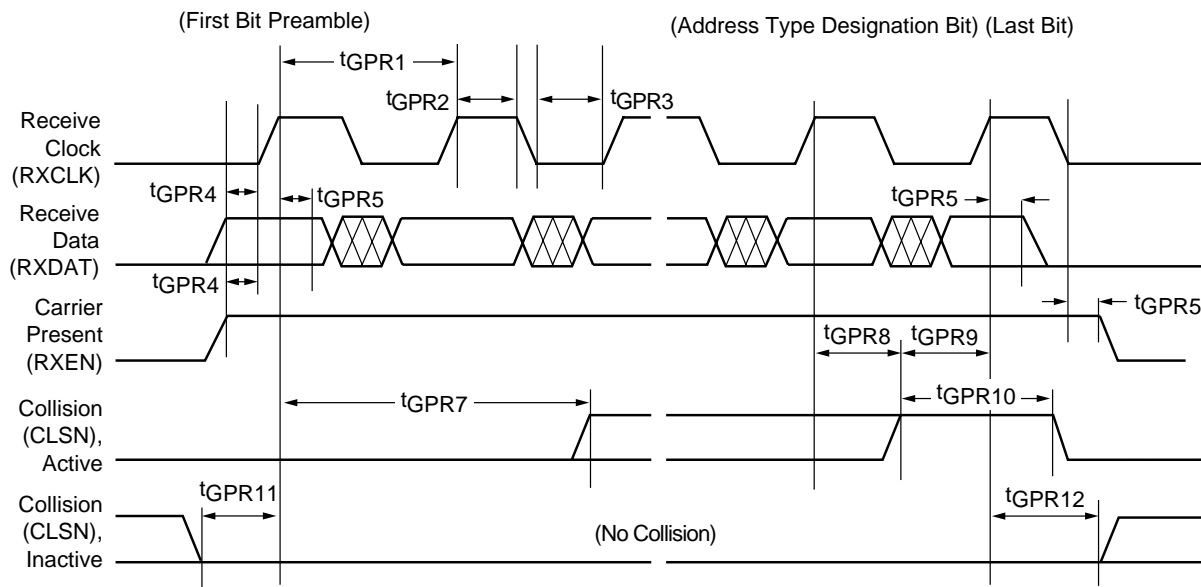 (First Bit Preamble)
(Address Type Designation Bit) (Last Bit)
tGPR1
tGPR2
tGPR3
Receive
Clock
(RXCLK)
tGPR4
tGPR5
tGPR5
Receive
Data
(RXDAT)
tGPR4
Carrier
Present
(RXEN)
tGPR5
tGPR8
tGPR9
tGPR7
tGPR10
Collision
(CLSN),
Active
tGPR11
tGPR12
Collision
(CLSN),
Inactive
(No Collision)